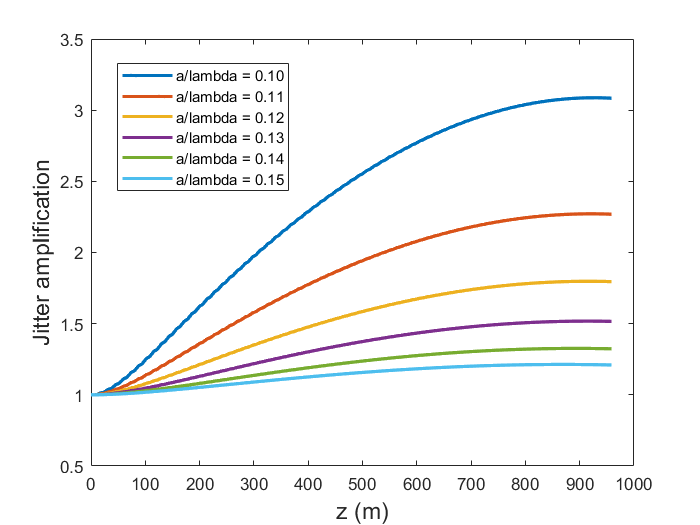 3.5
3
2.5
2
1.5
1
0.5
Jitter amplification
a/lambda = 0.10
a/lambda = 0.11
a/lambda = 0.12
a/lambda = 0.13
a/lambda = 0.14
a/lambda = 0.15
0 100 200 300 400 500 600 700 800 900 1000
z (m)